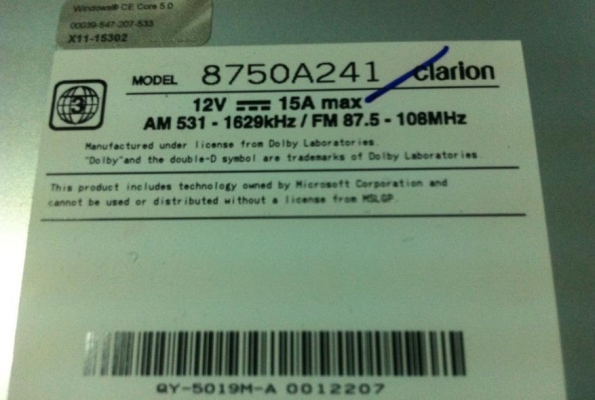 Windows® CE Core 5.0
00039-547-207-533
X11-15302
MODEL 8750A241 clarion
3
12V 15A max
AM 531 - 1629kHz / FM 87.5 - 108MHz
Manufactured under license from Dolby Laboratories.
"Dolby"and the double-D symbol are trademarks of Dolby Laboratories.
This product includes technology owned by Microsoft Corporation and
cannot be used or distributed without a license from MSLGP.
QY-5019M-A 0012207